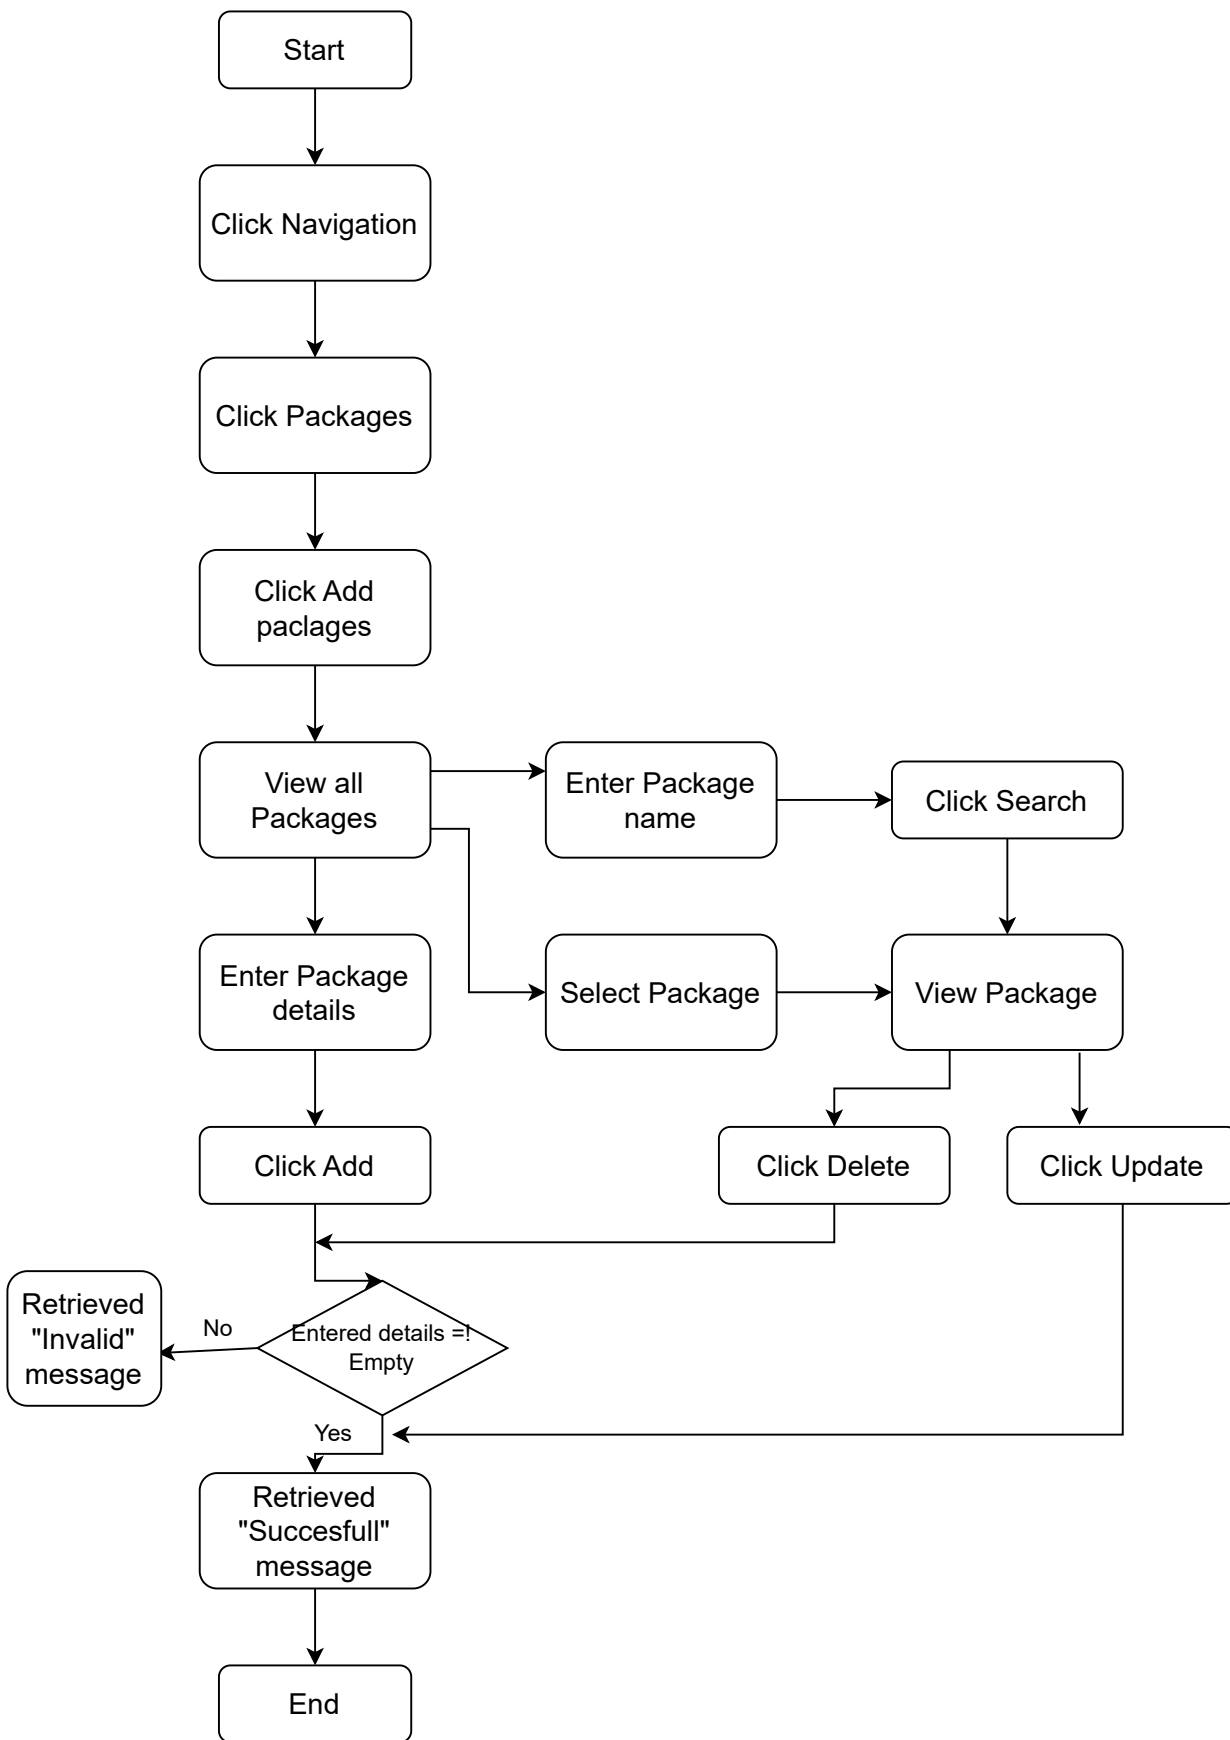 Start
Click Navigation
Click Packages
Click Add
paclages
View all
Packages
Enter Package
name
Click Search
Enter Package
details
Select Package
View Package
Click Add
Click Delete
Click Update
Retrieved
"Invalid"
message
No
Entered details =!
Empty
Yes
Retrieved
"Succesfull"
message
End